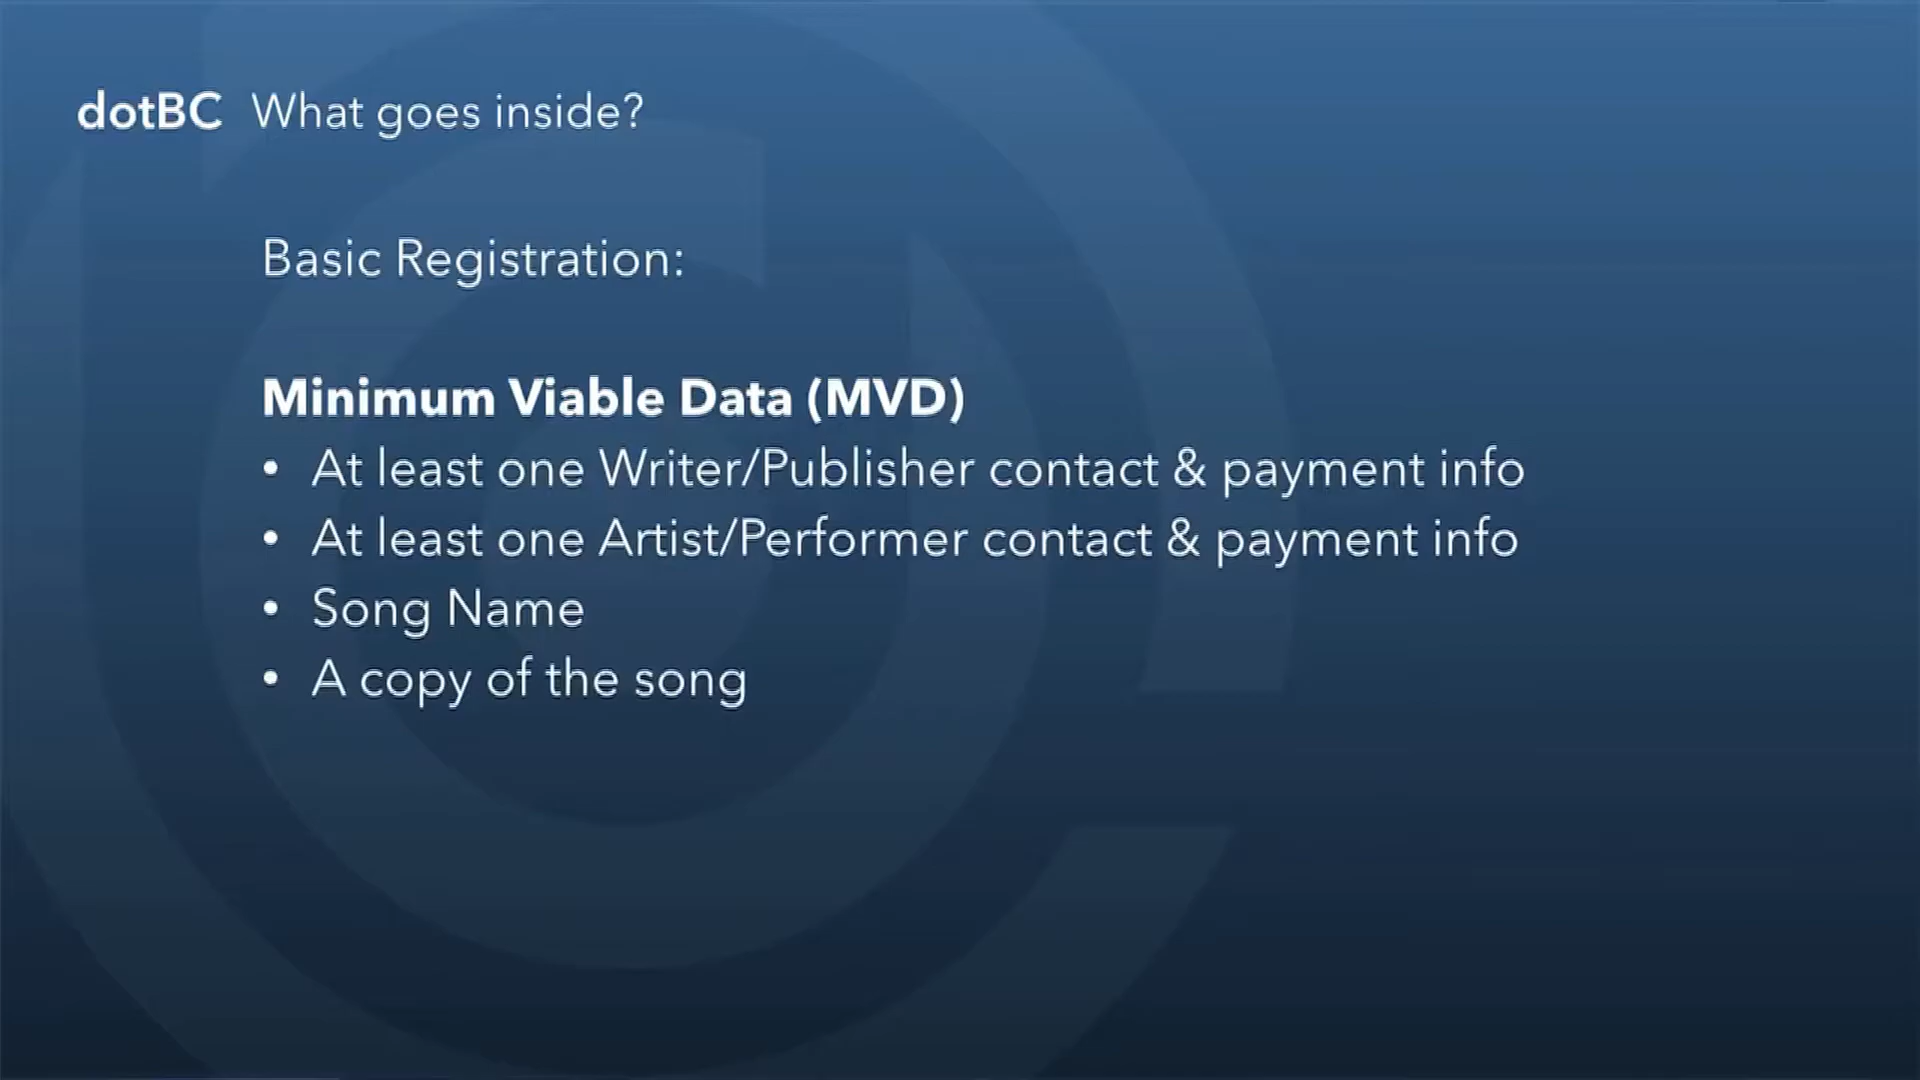 dotBC What goes inside?
Basic Registration:
Minimum Viable Data (MVD)
• At least one Writer/Publisher contact & payment info
• At least one Artist/Performer contact & payment info
• Song Name
• A copy of the song